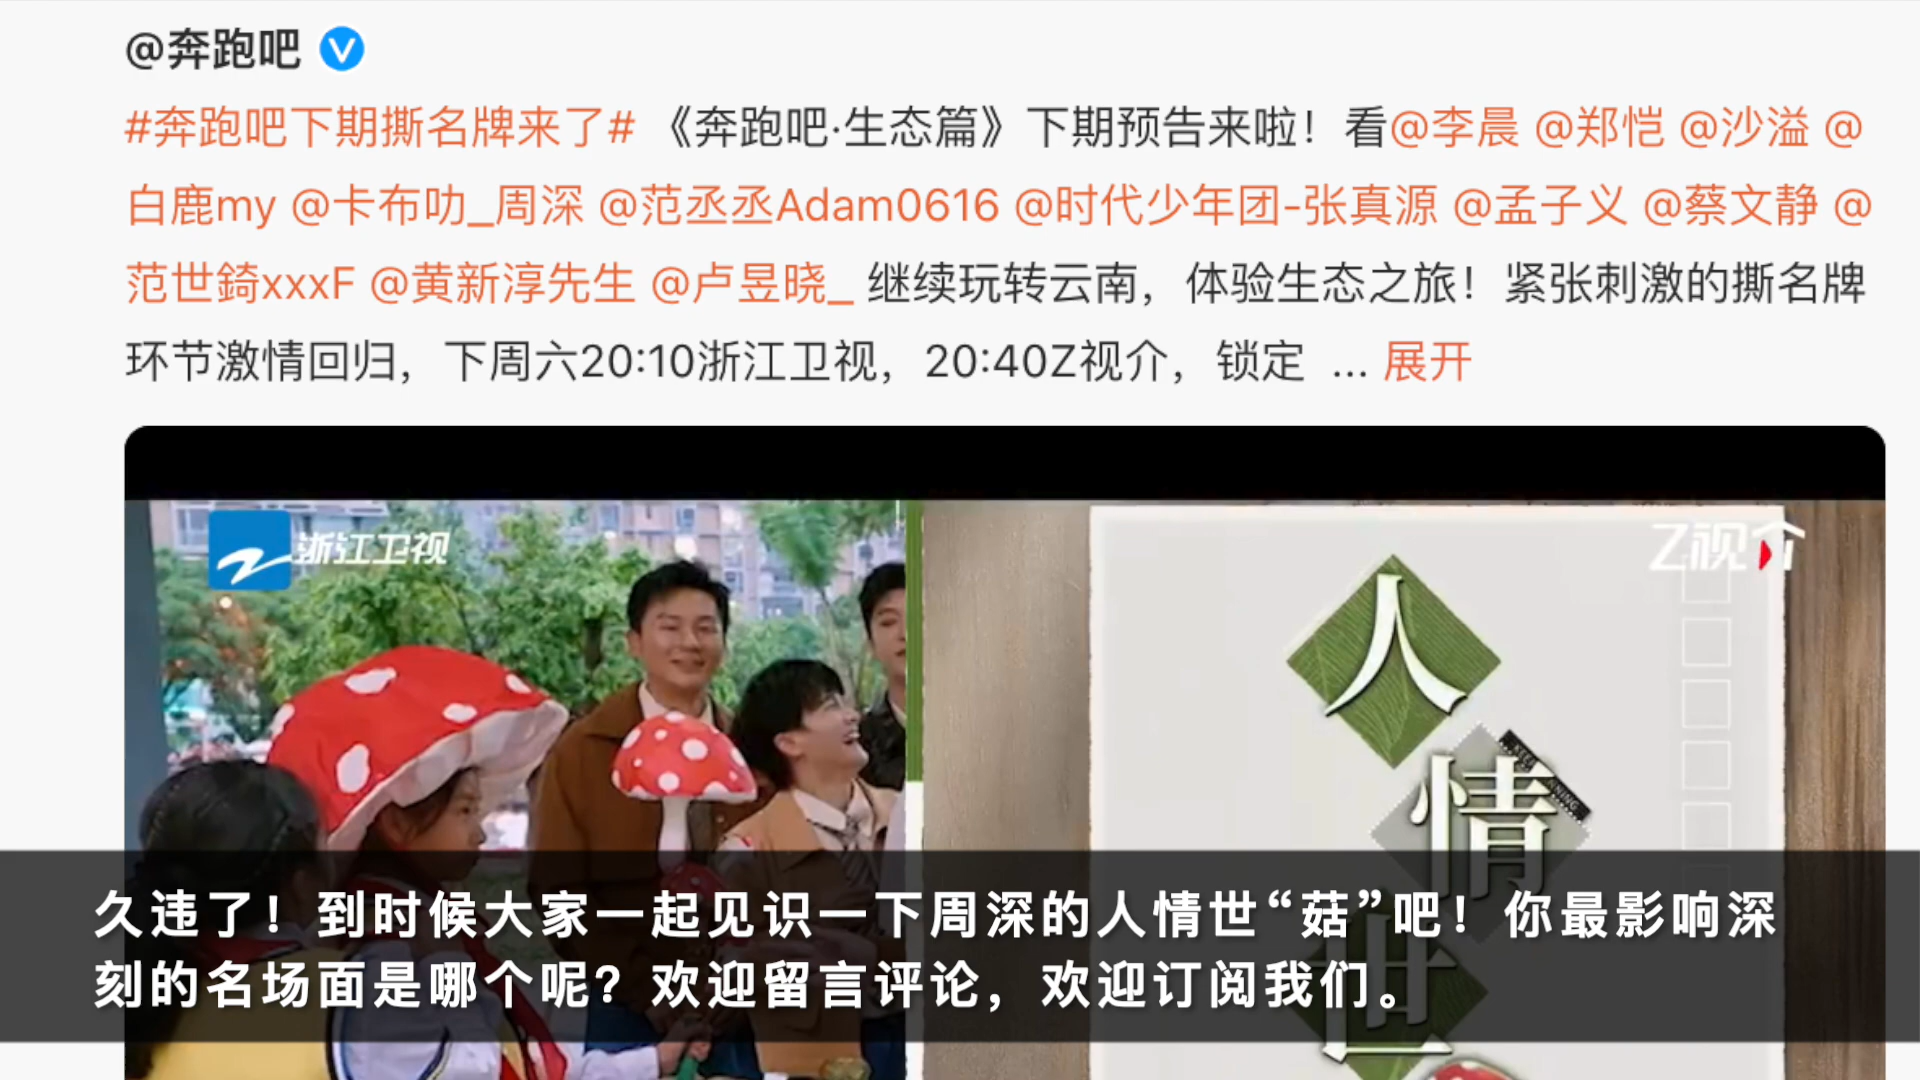 @奔跑吧
#奔跑吧下期撕名牌来了# 《奔跑吧·生态篇》下期预告来啦！看@李晨 @郑恺 @沙溢 @
白鹿my @卡布叻_周深 @范丞丞Adam0616 @时代少年团-张真源 @孟子义 @蔡文静 @
范世錡xxxF @黄新淳先生 @卢昱晓_ 继续玩转云南，体验生态之旅！紧张刺激的撕名牌
环节激情回归，下周六20:10浙江卫视，20:40Z视介，锁定 ... 展开
浙江卫视
Z视介
人
情
世
久违了！到时候大家一起见识一下周深的人情世“菇”吧！你最影响深
刻的名场面是哪个呢？欢迎留言评论，欢迎订阅我们。